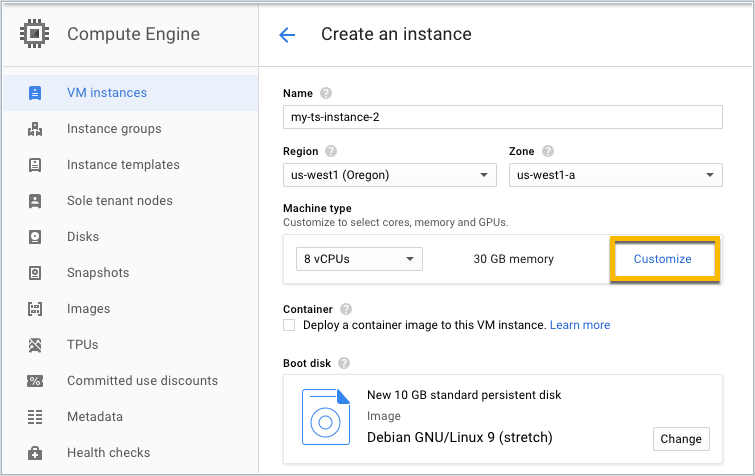 Compute Engine
Create an instance
VM instances
Instance groups
Instance templates
Sole tenant nodes
Disks
Snapshots
Images
TPUs
Committed use discounts
Metadata
Health checks
Name ?
my-ts-instance-2
Region ? Zone ?
us-west1 (Oregon) us-west1-a
Machine type
Customize to select cores, memory and GPUs.
8 vCPUs 30 GB memory Customize
Container ?
Deploy a container image to this VM instance. Learn more
Boot disk ?
New 10 GB standard persistent disk
Image
Debian GNU/Linux 9 (stretch) Change